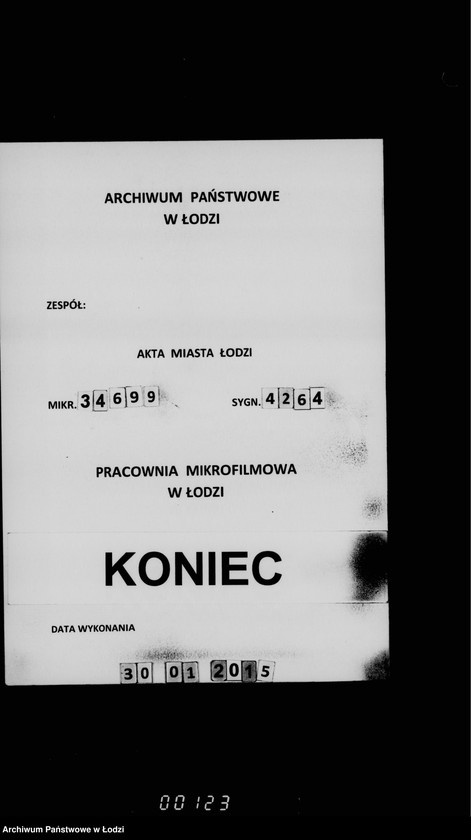 ARCHIWUM PAŃSTWOWE
W ŁODZI
ZESPÓŁ:
AKTA MIASTA ŁODZI
MIKR. 34699 SYGN. 4264
PRACOWNIA MIKROFILMOWA
W ŁODZI
KONIEC
DATA WYKONANIA
30 01 2015
00123
Archiwum Państwowe w Łodzi